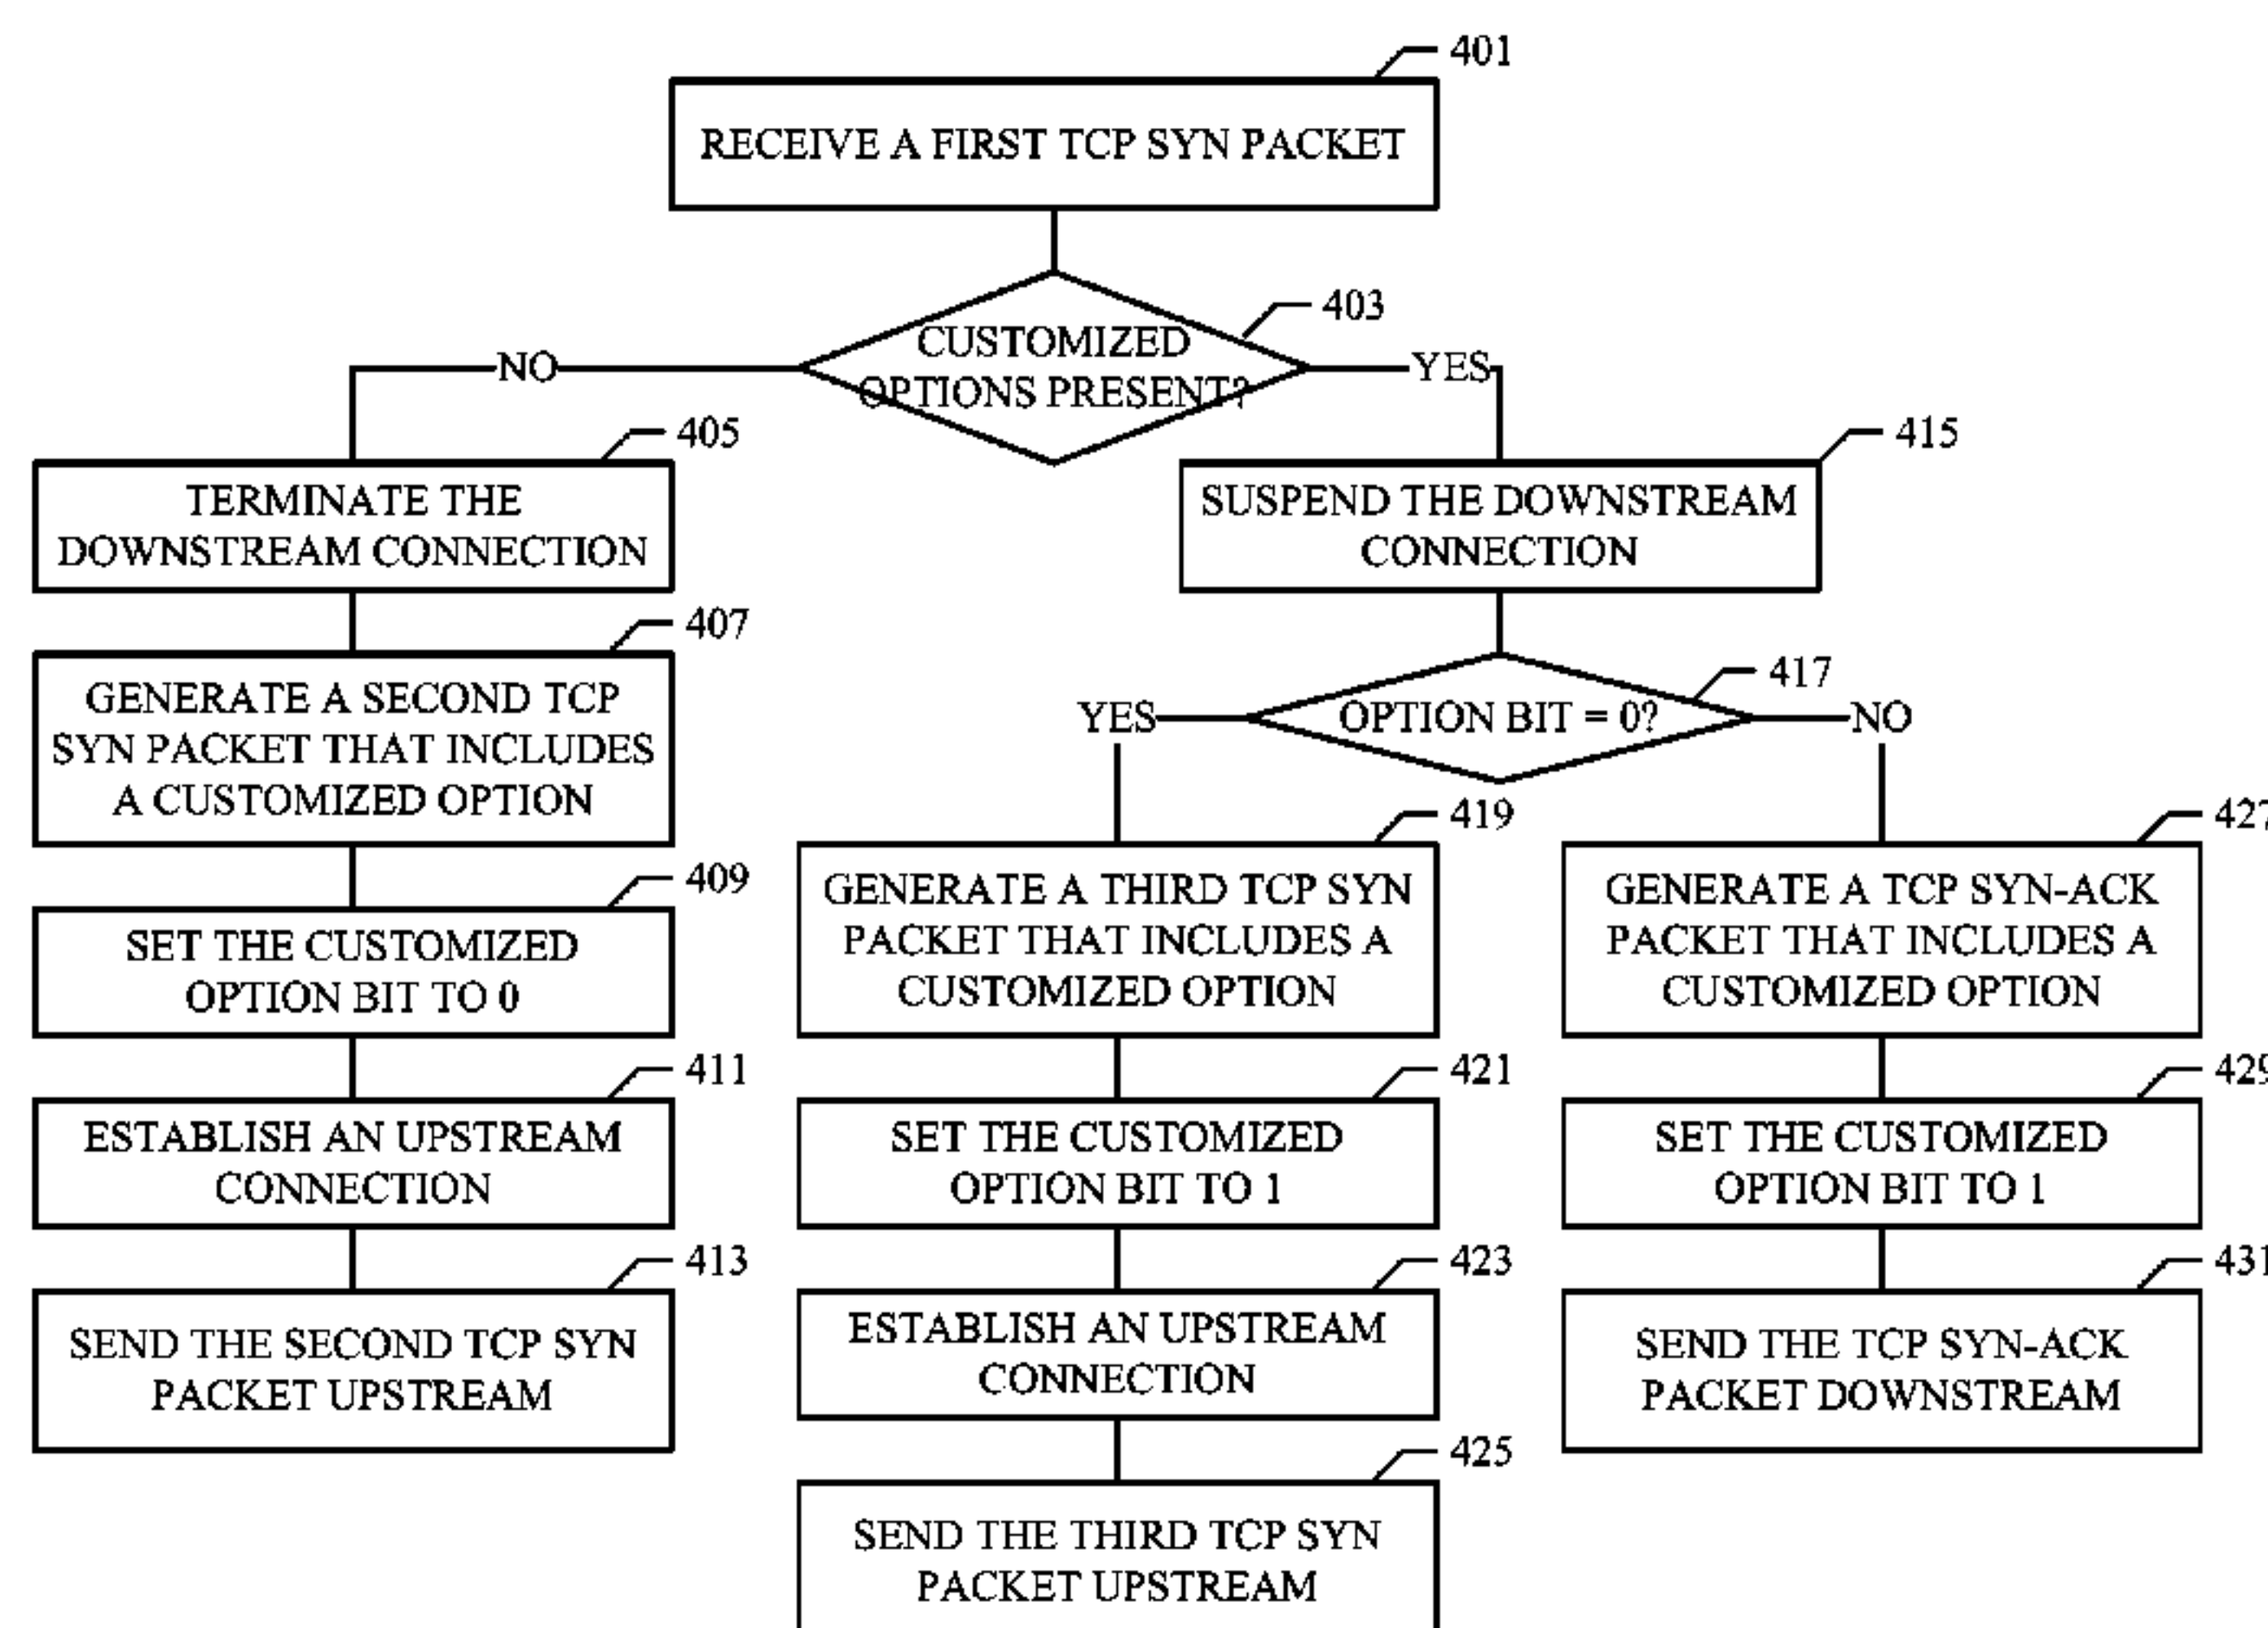 401
RECEIVE A FIRST TCP SYN PACKET
403
CUSTOMIZED
OPTIONS PRESENT?
NO
YES
405
TERMINATE THE
DOWNSTREAM CONNECTION
407
GENERATE A SECOND TCP
SYN PACKET THAT INCLUDES
A CUSTOMIZED OPTION
409
SET THE CUSTOMIZED
OPTION BIT TO 0
411
ESTABLISH AN UPSTREAM
CONNECTION
413
SEND THE SECOND TCP SYN
PACKET UPSTREAM
415
SUSPEND THE DOWNSTREAM
CONNECTION
417
OPTION BIT = 0?
YES
NO
419
GENERATE A THIRD TCP SYN
PACKET THAT INCLUDES A
CUSTOMIZED OPTION
421
SET THE CUSTOMIZED
OPTION BIT TO 1
423
ESTABLISH AN UPSTREAM
CONNECTION
425
SEND THE THIRD TCP SYN
PACKET UPSTREAM
427
GENERATE A TCP SYN-ACK
PACKET THAT INCLUDES A
CUSTOMIZED OPTION
429
SET THE CUSTOMIZED
OPTION BIT TO 1
431
SEND THE TCP SYN-ACK
PACKET DOWNSTREAM